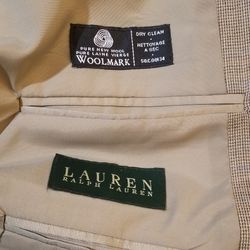 PURE NEW WOOL
PURE LAINE VIERGE
WOOLMARK
DRY CLEAN
NETTOYAGE
A SEC
LAUREN
RALPH LAUREN